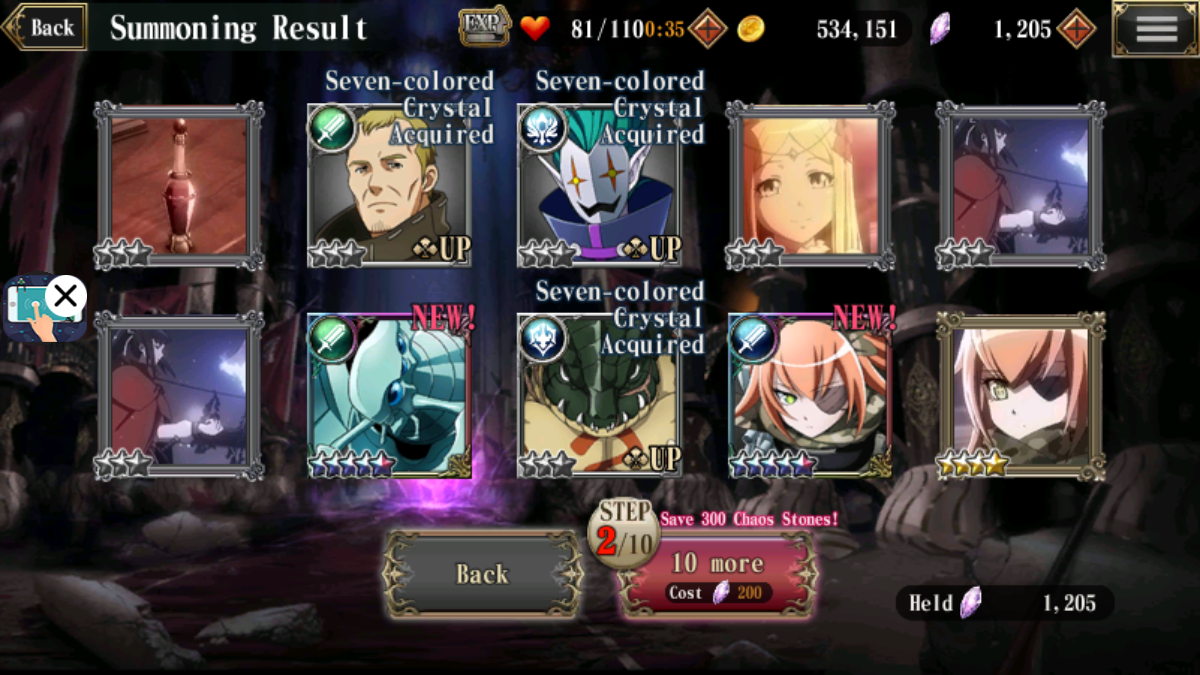 Back
Summoning Result
EXP
81/110
0:35
534,151
1,205
Seven-colored
Crystal
Acquired
Seven-colored
Crystal
Acquired
UP
UP
NEW!
Seven-colored
Crystal
Acquired
NEW!
UP
Back
STEP
2/10
Save 300 Chaos Stones!
10 more
Cost 200
Held 1,205